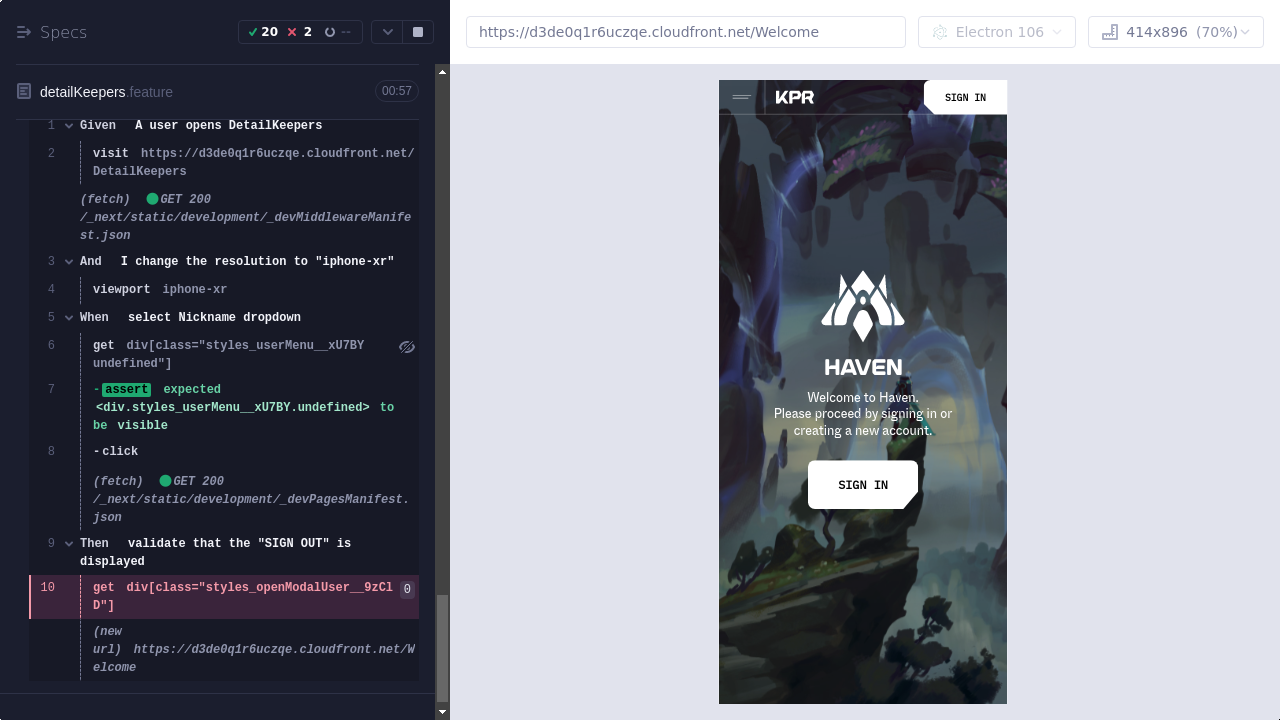 Specs
20
2
--
detailKeepers.feature
00:57
1 Given A user opens DetailKeepers
2 visit https://d3de0q1r6uczqe.cloudfront.net/
DetailKeepers
(fetch) GET 200
/_next/static/development/_devMiddlewareManife
st.json
3 And I change the resolution to "iphone-xr"
4 viewport iphone-xr
5 When select Nickname dropdown
6 get div[class="styles_userMenu__xU7BY
undefined"]
7 -assert expected
<div.styles_userMenu__xU7BY.undefined> to
be visible
8 -click
(fetch) GET 200
/_next/static/development/_devPagesManifest.
json
9 Then validate that the "SIGN OUT" is
displayed
10 get div[class="styles_openModalUser__9zCl
D"]
0
(new
url) https://d3de0q1r6uczqe.cloudfront.net/W
elcome
https://d3de0q1r6uczqe.cloudfront.net/Welcome
Electron 106
414x896 (70%)
KPR
SIGN IN
HAVEN
Welcome to Haven.
Please proceed by signing in or
creating a new account.
SIGN IN